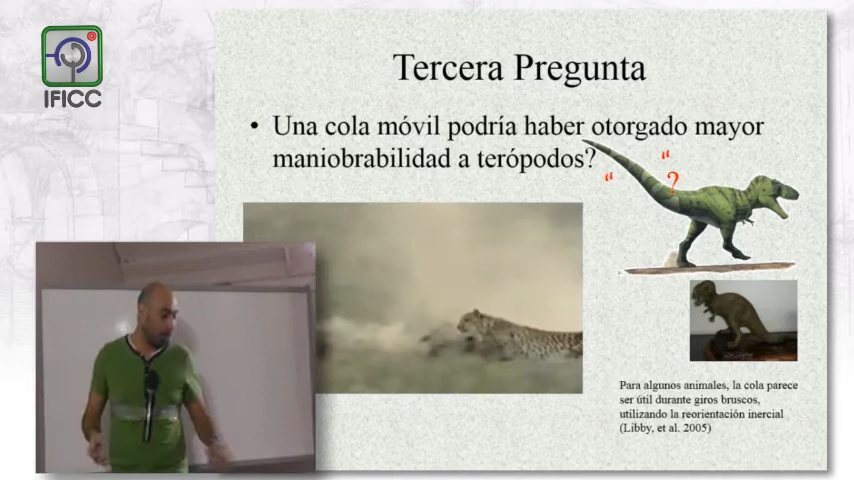 IFICC
Tercera Pregunta
• Una cola móvil podría haber otorgado mayor
maniobrabilidad a terópodos?
“ “ ?
Para algunos animales, la cola parece
ser útil durante giros bruscos,
utilizando la reorientación inercial
(Libby, et al. 2005)